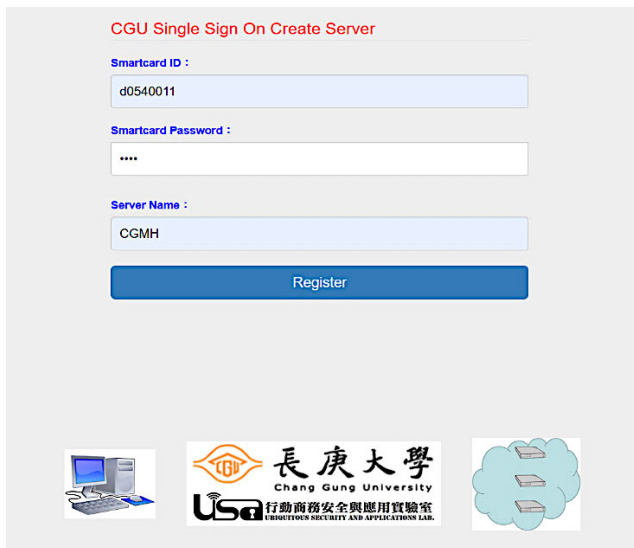 CGU Single Sign On Create Server
Smartcard ID：
d0540011
Smartcard Password：
••••
Server Name：
CGMH
Register
CGU
長庚大學
Chang Gung University
USa
行動商務安全與應用實驗室
UBIQUITOUS SECURITY AND APPLICATIONS LAB.